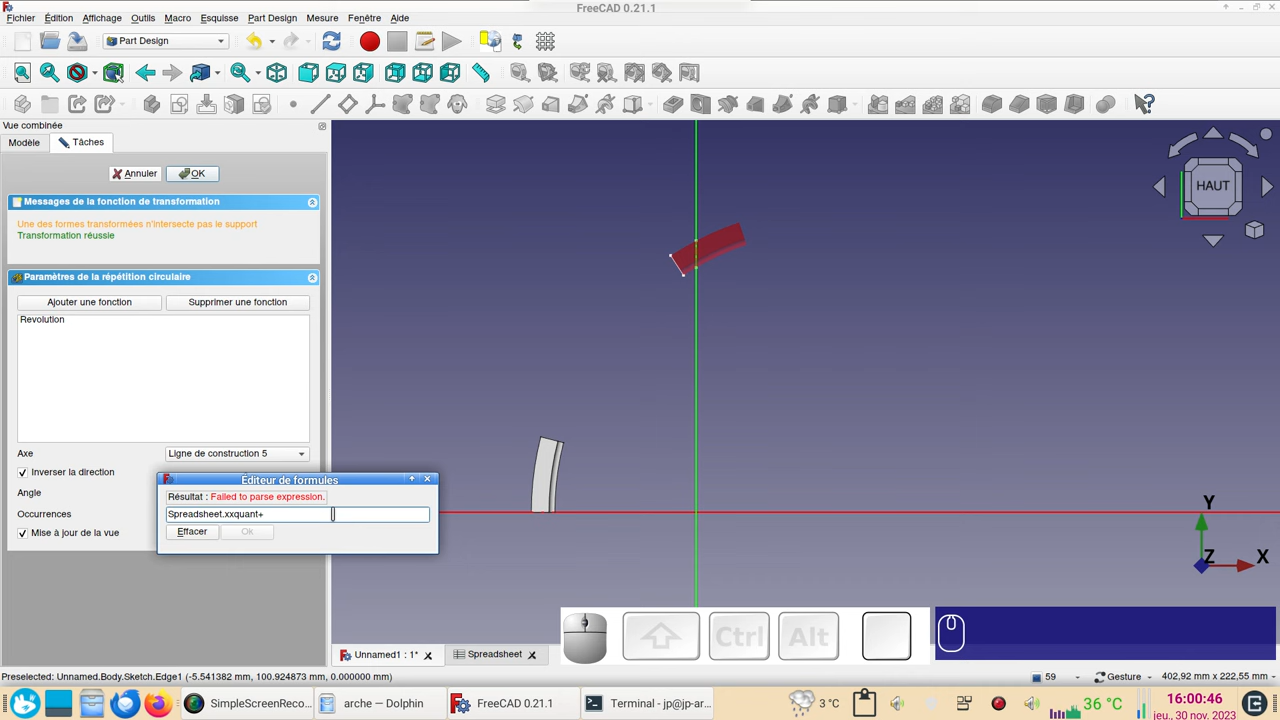 FreeCAD 0.21.1
Fichier Édition Affichage Outils Macro Esquisse Part Design Mesure Fenêtre Aide
Part Design
Vue combinée
Modèle Tâches
Annuler OK
Messages de la fonction de transformation
Une des formes transformées n'intersecte pas le support
Transformation réussie
Paramètres de la répétition circulaire
Ajouter une fonction Supprimer une fonction
Revolution
Axe Ligne de construction 5
Inverser la direction
Angle
Occurrences
Mise à jour de la vue
Éditeur de formules
Résultat : Failed to parse expression.
Spreadsheet.xxquant+
Effacer Ok
HAUT
Y
Z X
Ctrl Alt
Unnamed1 : 1* Spreadsheet
Preselected: Unnamed.Body.Sketch.Edge1 (-5.541382 mm, 100.924873 mm, 0.000000 mm) 59 Gesture 402,92 mm x 222,55 mm
SimpleScreenReco... arche — Dolphin FreeCAD 0.21.1 Terminal - jp@jp-ar... 3°C 36 °C
16:00:46
jeu., 30 nov. 2023